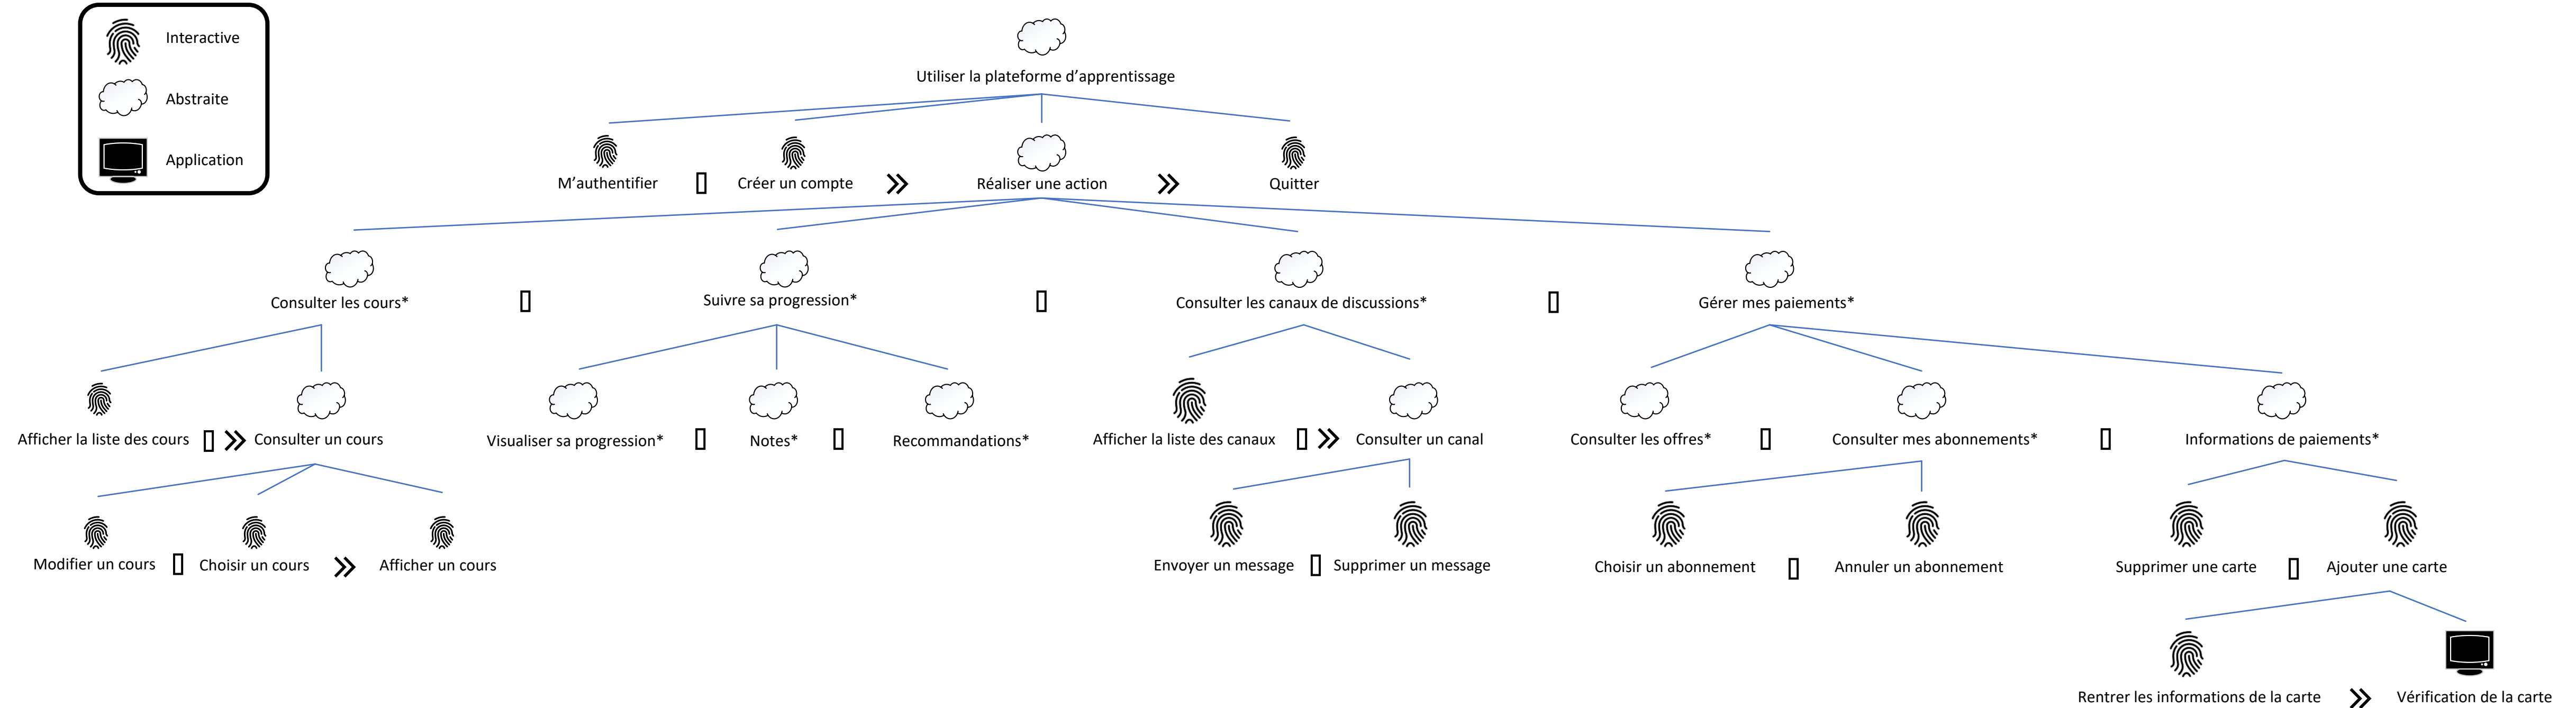 Interactive
Abstraite
Application
Utiliser la plateforme d’apprentissage
M’authentifier [] Créer un compte >> Réaliser une action >> Quitter
Consulter les cours* [] Suivre sa progression* [] Consulter les canaux de discussions* [] Gérer mes paiements*
Afficher la liste des cours [] >> Consulter un cours
Visualiser sa progression* [] Notes* [] Recommandations*
Afficher la liste des canaux [] >> Consulter un canal
Consulter les offres* [] Consulter mes abonnements* [] Informations de paiements*
Modifier un cours [] Choisir un cours >> Afficher un cours
Envoyer un message [] Supprimer un message
Choisir un abonnement [] Annuler un abonnement
Supprimer une carte [] Ajouter une carte
Rentrer les informations de la carte >> Vérification de la carte